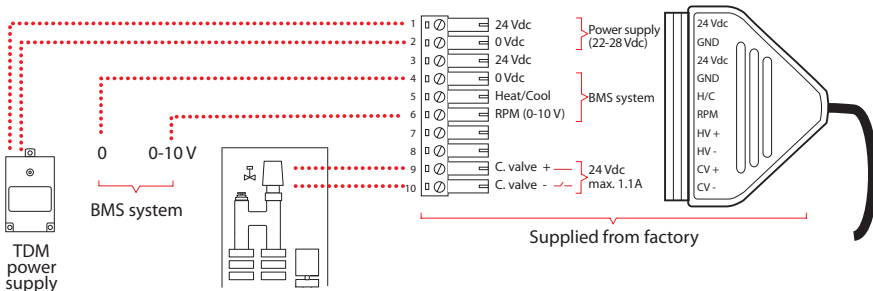 1
24 Vdc
2
0 Vdc
Power supply
(22-28 Vdc)
3
24 Vdc
4
0 Vdc
5
Heat/Cool
BMS system
6
RPM (0-10 V)
7
8
9
C. valve +
10
C. valve -
24 Vdc
max. 1.1A
24 Vdc
GND
24 Vdc
GND
H/C
RPM
HV +
HV -
CV +
CV -
0
0-10 V
BMS system
TDM
power
supply
Supplied from factory